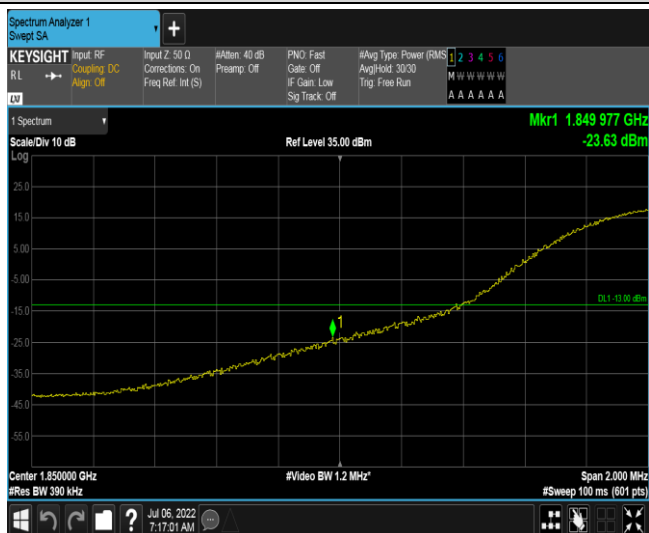 Spectrum Analyzer 1
Swept SA
+
KEYSIGHT Input: RF Input Z: 50 Ω #Atten: 40 dB PNO: Fast #Avg Type: Power (RMS 1 2 3 4 5 6
RL Coupling: DC Corrections: On Preamp: Off Gate: Off Avg|Hold: 30/30 M W W W W W
Align: Off Freq Ref: Int (S) IF Gain: Low Trig: Free Run
Sig Track: Off A A A A A A
LXI
1 Spectrum Mkr1 1.849 977 GHz
Scale/Div 10 dB Ref Level 35.00 dBm -23.63 dBm
Log
25.0
15.0
5.00
-5.00
DL1 -13.00 dBm
-15.0
1
-25.0
-35.0
-45.0
-55.0
Center 1.850000 GHz #Video BW 1.2 MHz* Span 2.000 MHz
#Res BW 390 kHz #Sweep 100 ms (601 pts)
? Jul 06, 2022
7:17:01 AM